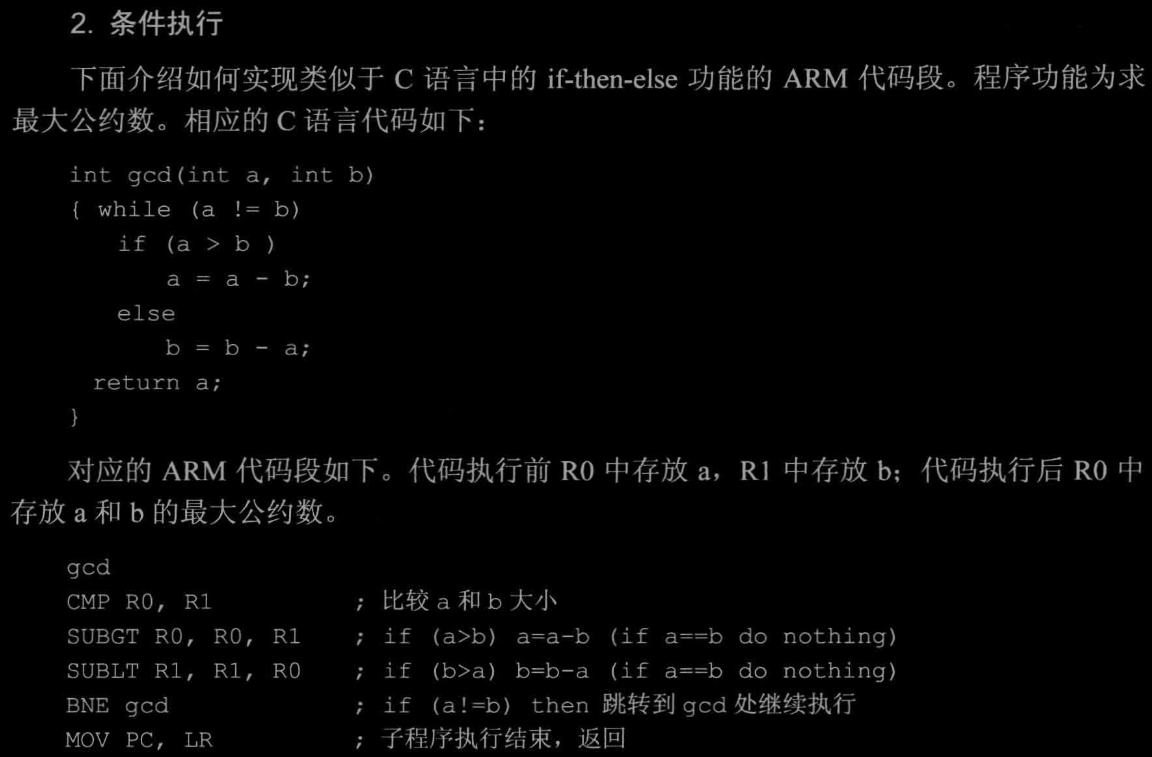 2. 条件执行
下面介绍如何实现类似于 C 语言中的 if-then-else 功能的 ARM 代码段。程序功能为求
最大公约数。相应的 C 语言代码如下：
int gcd(int a, int b)
{ while (a != b)
if (a > b )
a = a - b;
else
b = b - a;
return a;
}
对应的 ARM 代码段如下。代码执行前 R0 中存放 a，R1 中存放 b；代码执行后 R0 中
存放 a 和 b 的最大公约数。
gcd
CMP R0, R1 ; 比较 a 和 b 大小
SUBGT R0, R0, R1 ; if (a>b) a=a-b (if a==b do nothing)
SUBLT R1, R1, R0 ; if (b>a) b=b-a (if a==b do nothing)
BNE gcd ; if (a!=b) then 跳转到 gcd 处继续执行
MOV PC, LR ; 子程序执行结束，返回